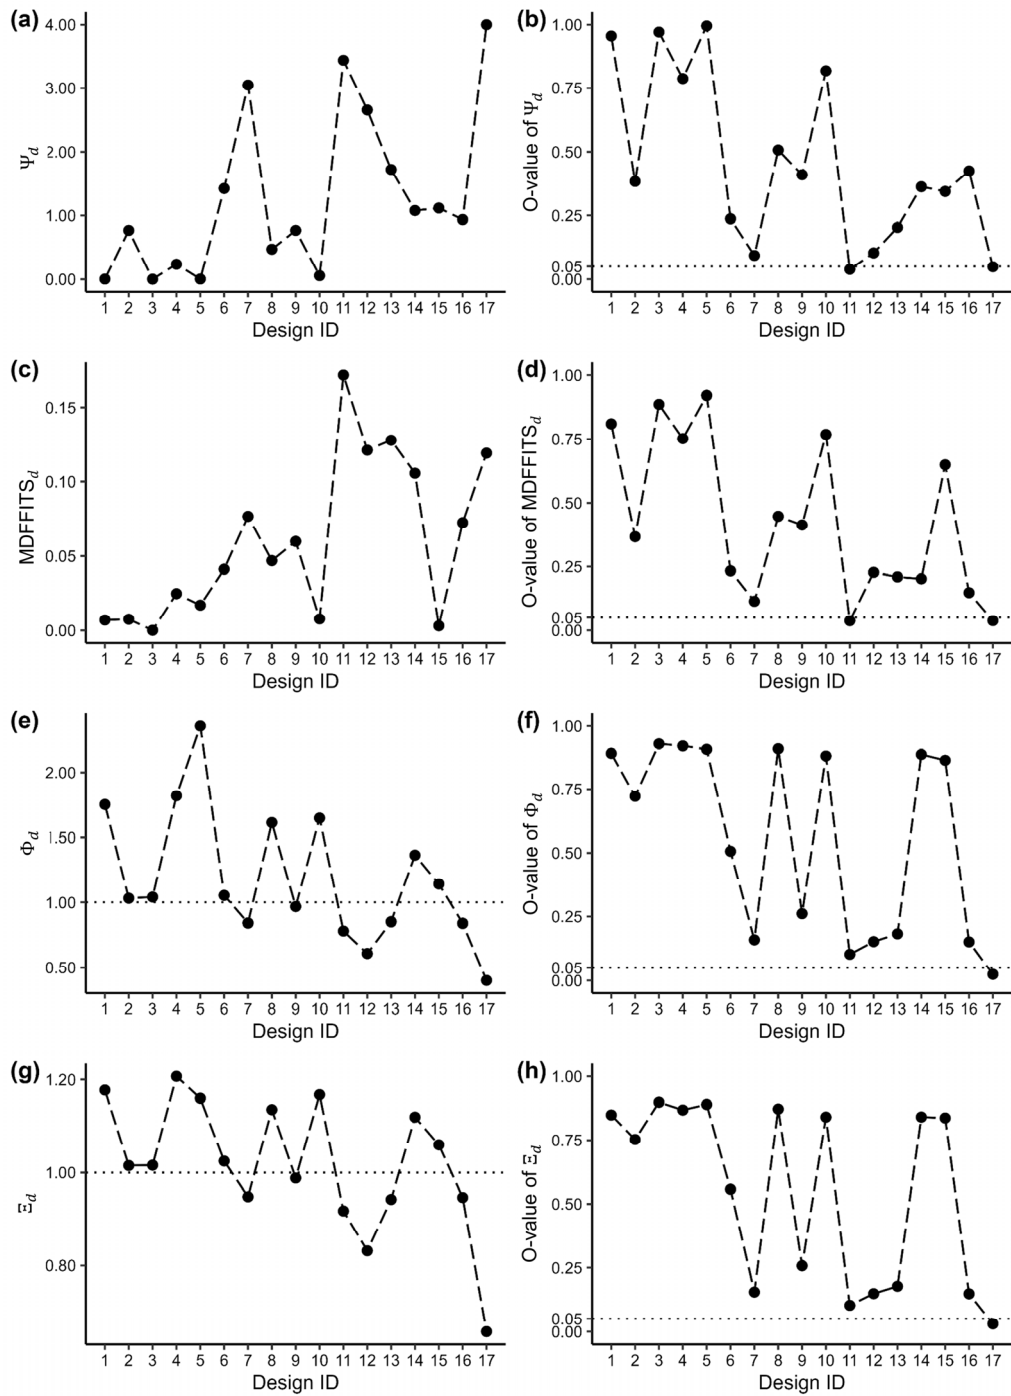 (a)
Ψd
4.00
3.00
2.00
1.00
0.00
1 2 3 4 5 6 7 8 9 10 11 12 13 14 15 16 17
Design ID
(b)
O-value of Ψd
1.00
0.75
0.50
0.25
0.05
0.00
1 2 3 4 5 6 7 8 9 10 11 12 13 14 15 16 17
Design ID
(c)
MDFFITSd
0.15
0.10
0.05
0.00
1 2 3 4 5 6 7 8 9 10 11 12 13 14 15 16 17
Design ID
(d)
O-value of MDFFITSd
1.00
0.75
0.50
0.25
0.05
0.00
1 2 3 4 5 6 7 8 9 10 11 12 13 14 15 16 17
Design ID
(e)
Φd
2.00
1.50
1.00
0.50
1 2 3 4 5 6 7 8 9 10 11 12 13 14 15 16 17
Design ID
(f)
O-value of Φd
1.00
0.75
0.50
0.25
0.05
0.00
1 2 3 4 5 6 7 8 9 10 11 12 13 14 15 16 17
Design ID
(g)
Ξd
1.20
1.00
0.80
1 2 3 4 5 6 7 8 9 10 11 12 13 14 15 16 17
Design ID
(h)
O-value of Ξd
1.00
0.75
0.50
0.25
0.05
0.00
1 2 3 4 5 6 7 8 9 10 11 12 13 14 15 16 17
Design ID